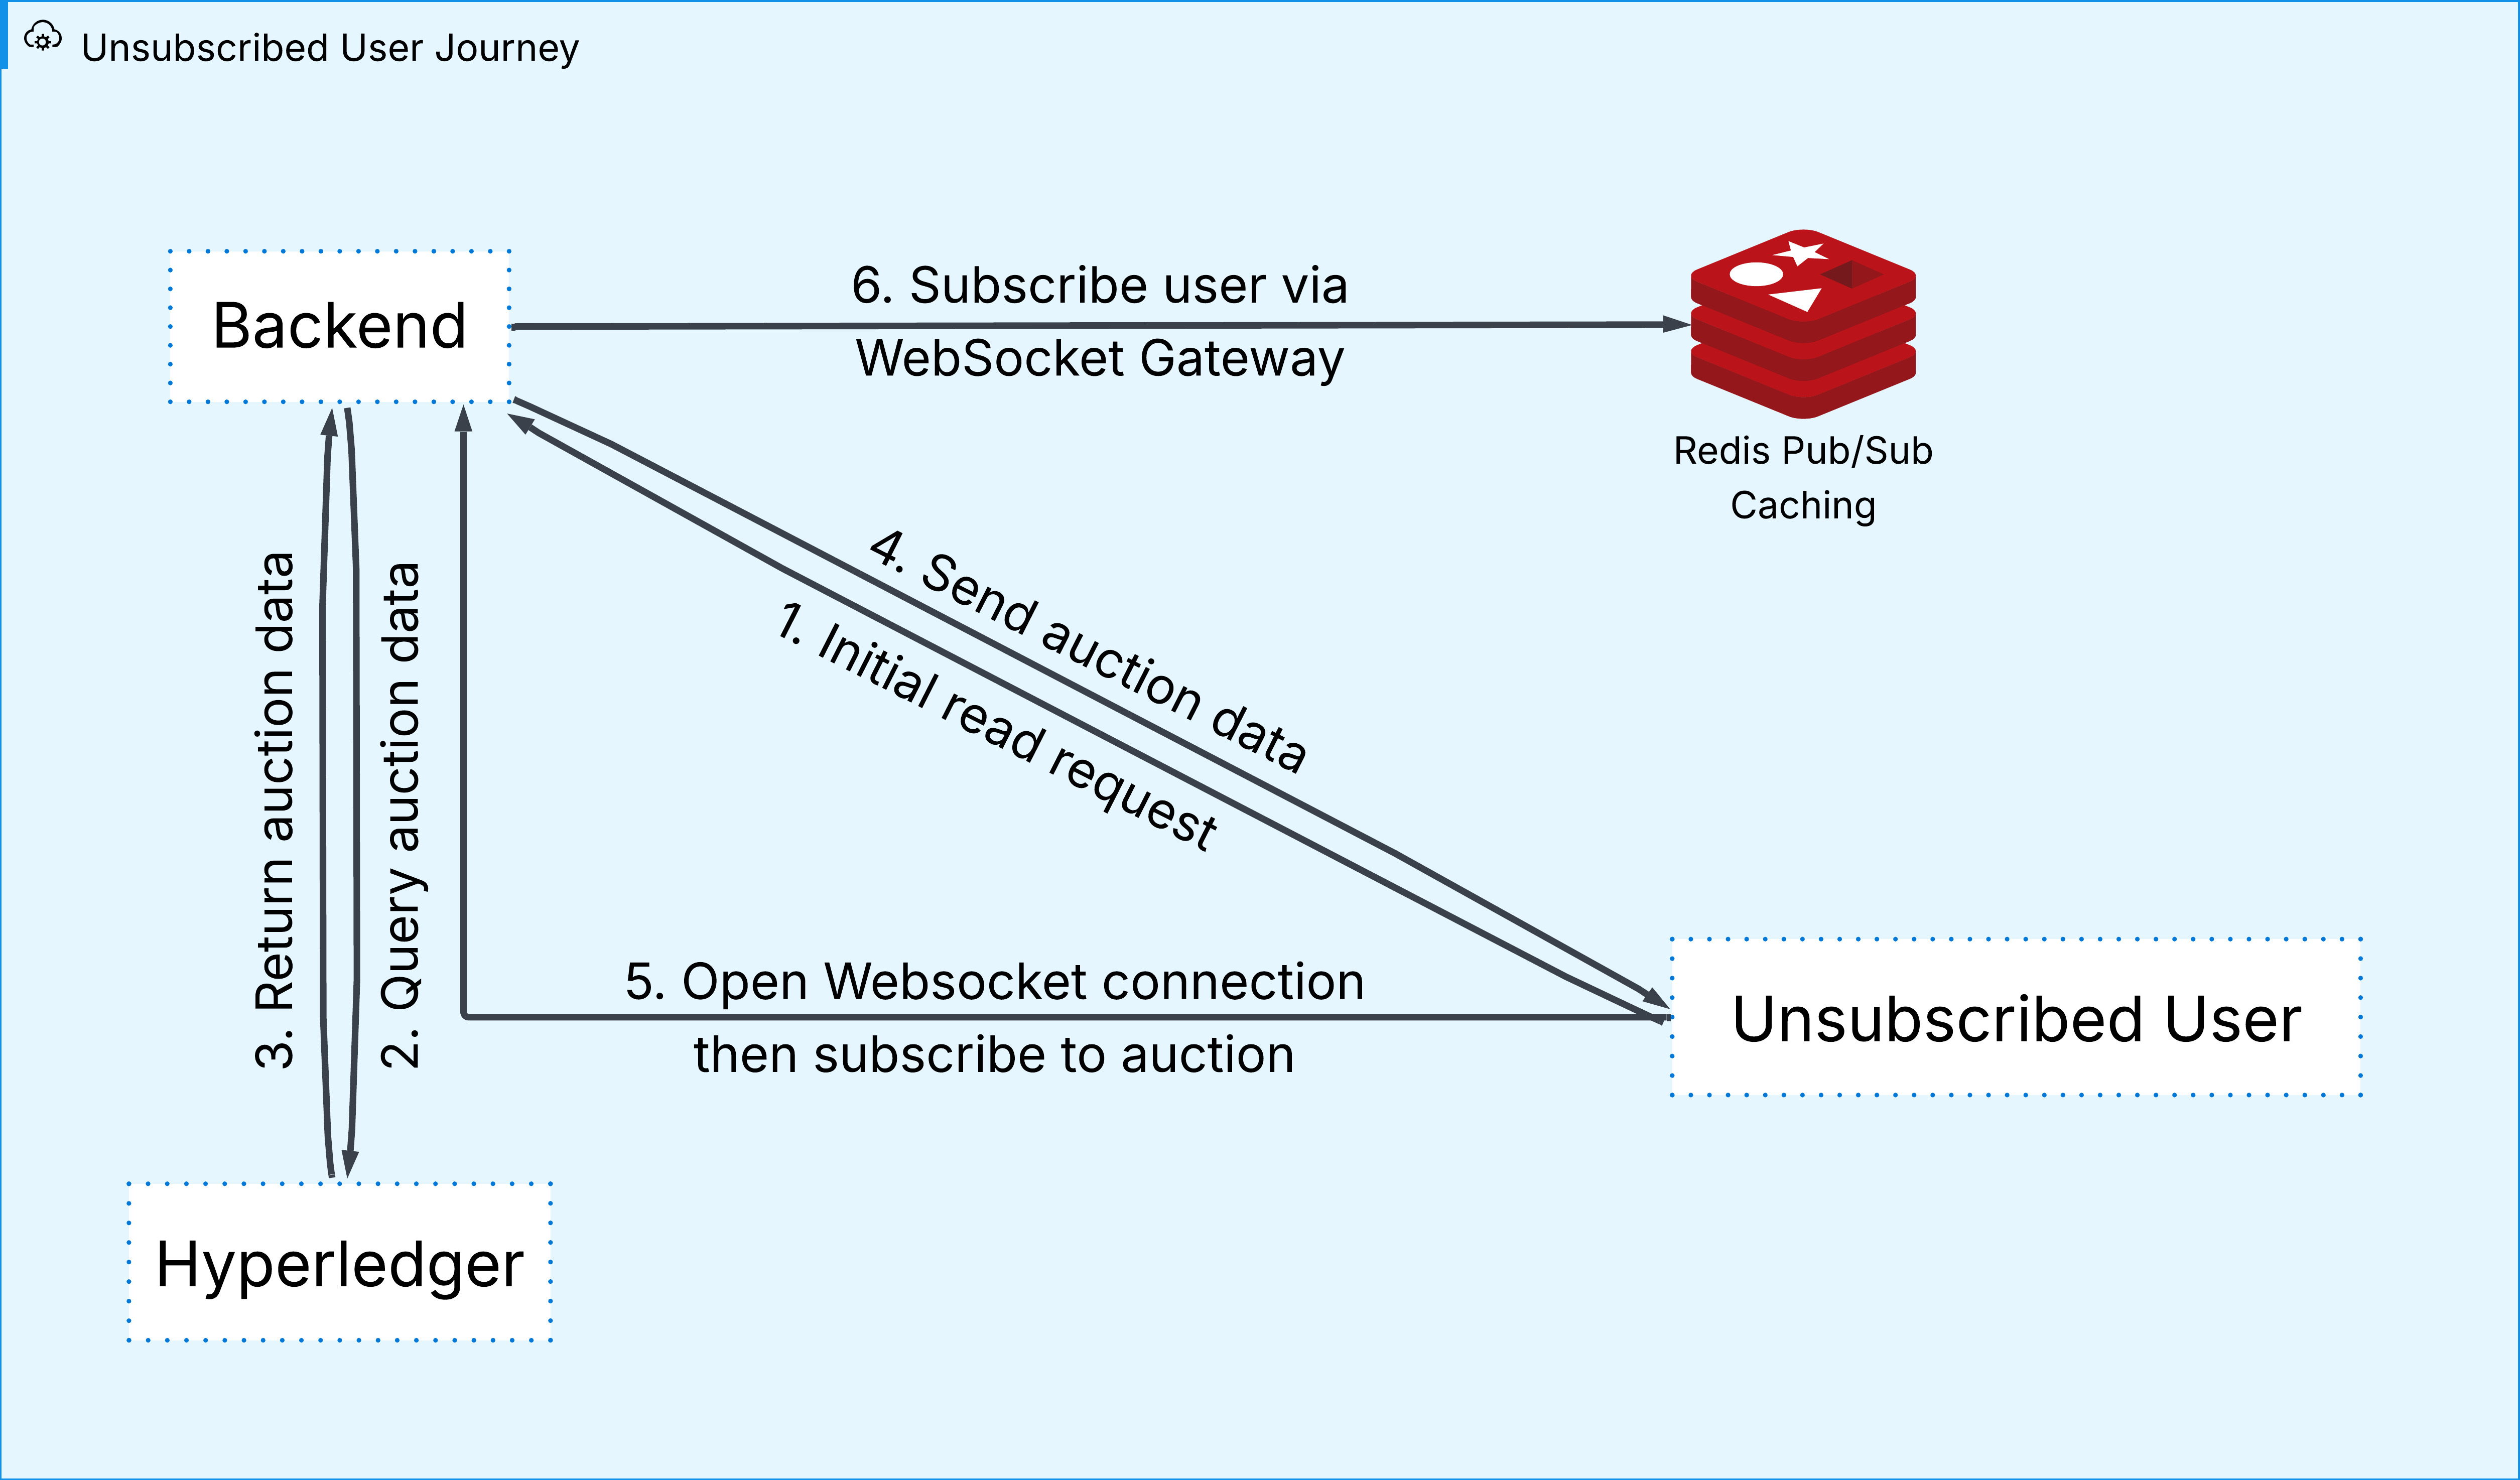 Unsubscribed User Journey
Backend
6. Subscribe user via
WebSocket Gateway
Redis Pub/Sub
Caching
4. Send auction data
1. Initial read request
3. Return auction data
2. Query auction data
5. Open Websocket connection
then subscribe to auction
Unsubscribed User
Hyperledger